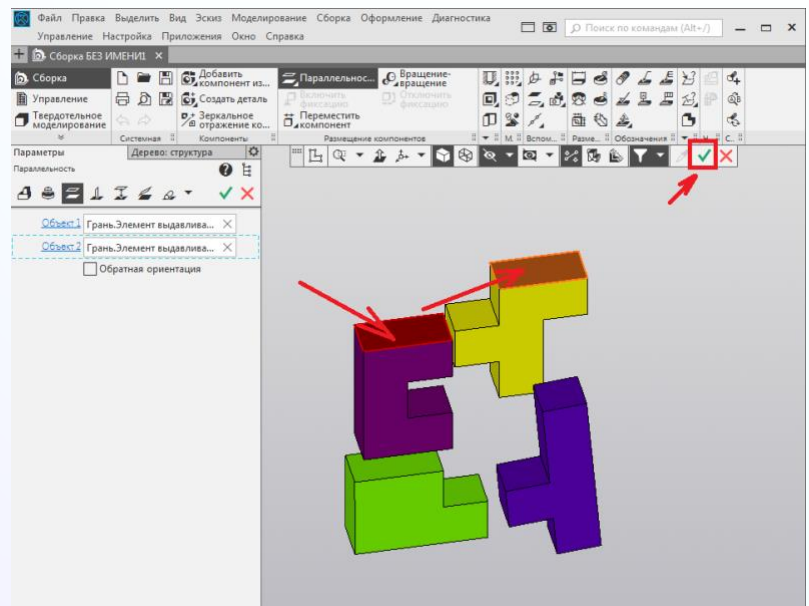 Файл Правка Выделить Вид Эскиз Моделирование Сборка Оформление Диагностика
Поиск по командам (Alt+/)
Управление Настройка Приложения Окно Справка
Сборка БЕЗ ИМЕНИ1
Сборка
Управление
Твердотельное моделирование
Системная
Добавить компонент из...
Создать деталь
Зеркальное отражение ко...
Компоненты
Параллельнос...
Вращение-вращение
Включить фиксацию
Отключить фиксацию
Переместить компонент
Размещение компонентов
М.
Вспом...
Разме...
Обозначения
С..
Параметры
Дерево: структура
Параллельность
Объект 1 Грань.Элемент выдавлива...
Объект 2 Грань.Элемент выдавлива...
Обратная ориентация